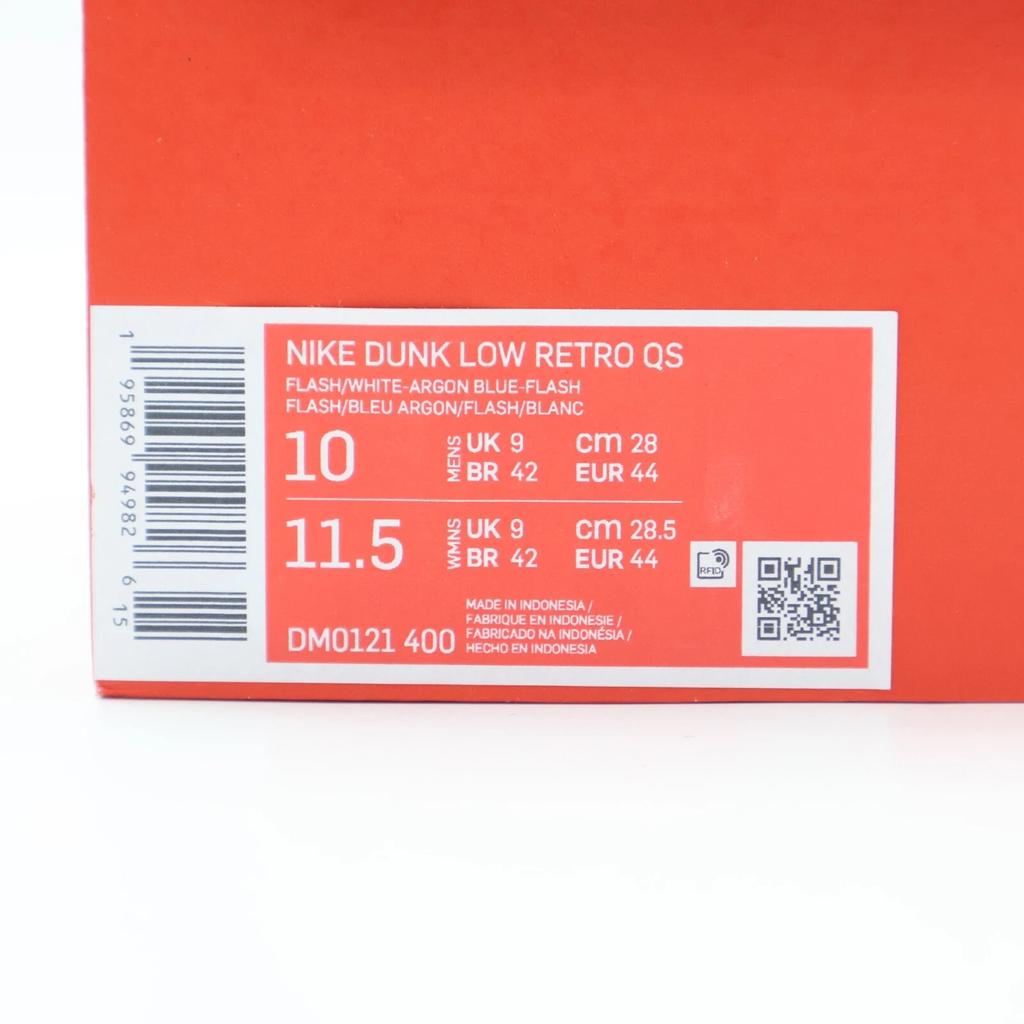 1 95869 94982 6 15
NIKE DUNK LOW RETRO QS
FLASH/WHITE-ARGON BLUE-FLASH
FLASH/BLEU ARGON/FLASH/BLANC
10 MENS UK 9 cm 28
BR 42 EUR 44
11.5 WMNS UK 9 cm 28.5
BR 42 EUR 44
RFID
MADE IN INDONESIA /
FABRIQUE EN INDONESIE /
FABRICADO NA INDONÉSIA /
HECHO EN INDONESIA
DM0121 400